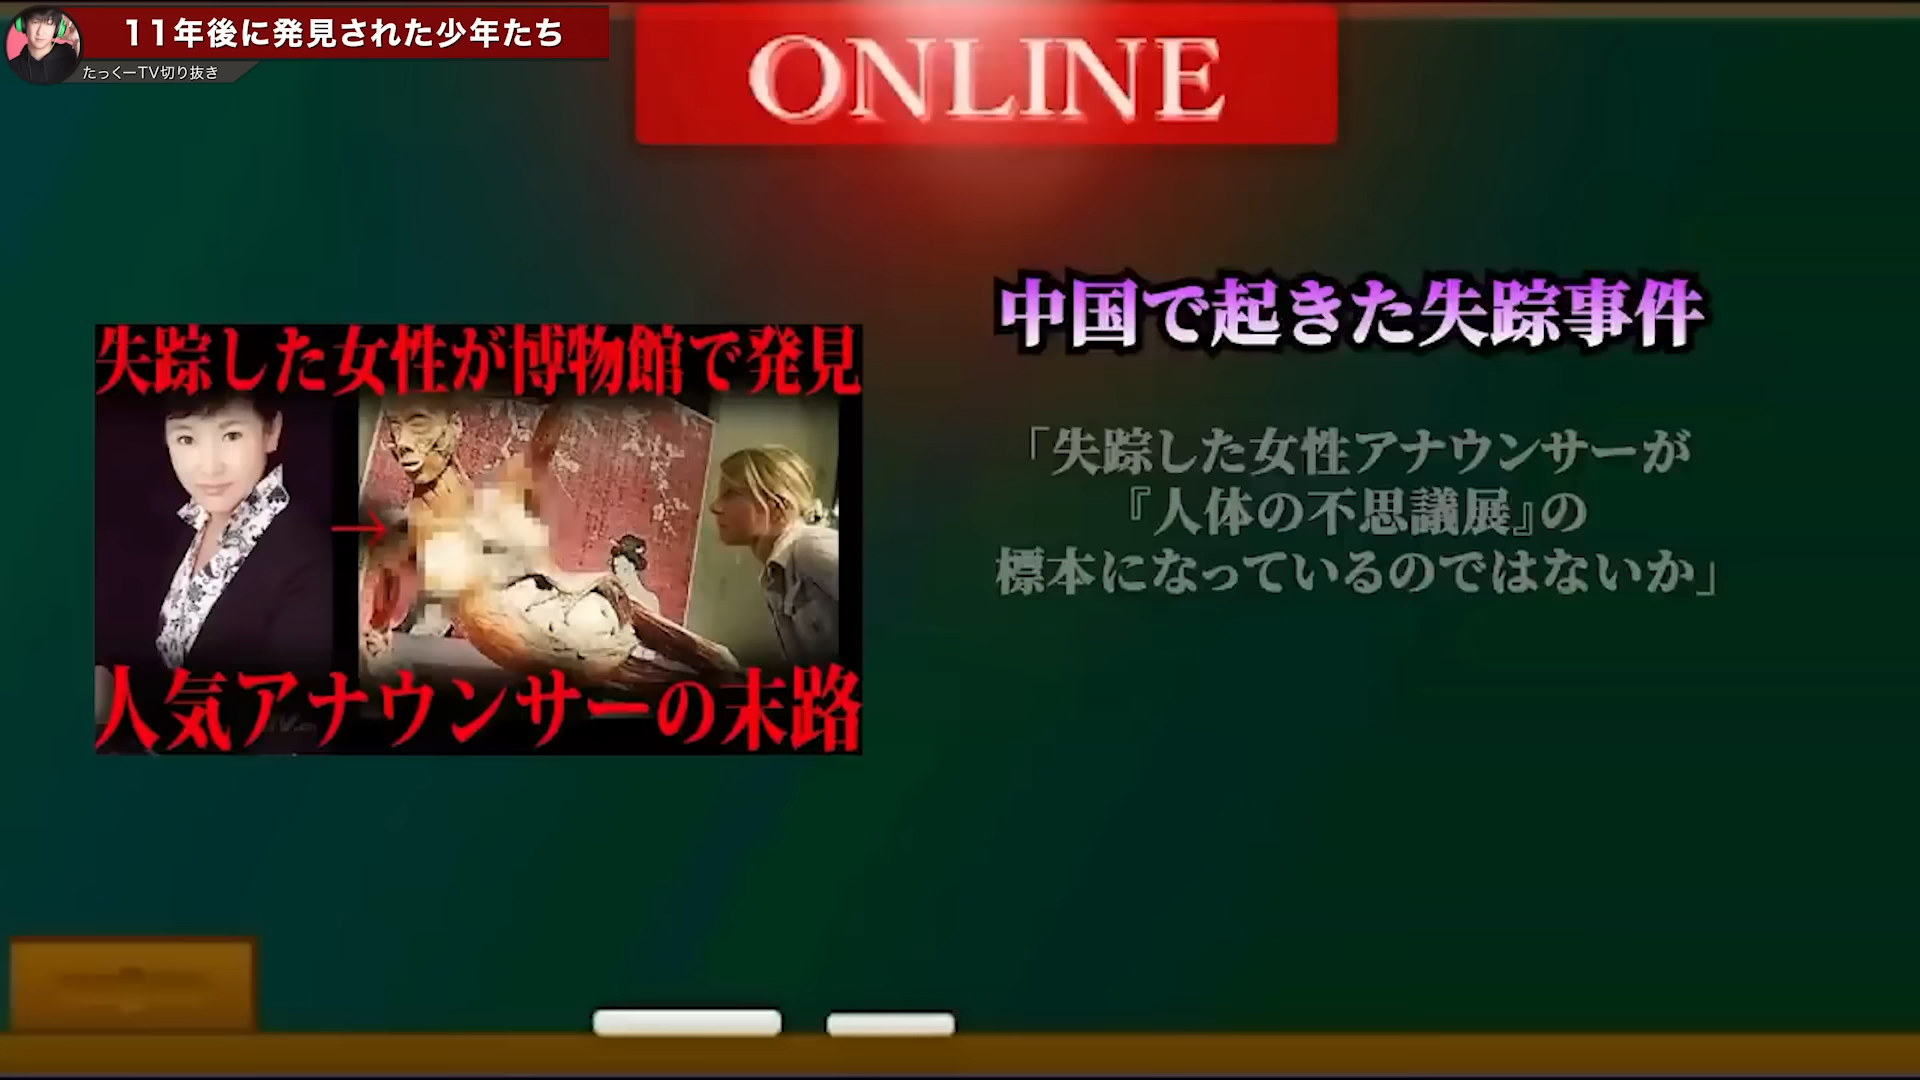 11年後に発見された少年たち
たっくーTV切り抜き
ONLINE
失踪した女性が博物館で発見
人気アナウンサーの末路
中国で起きた失踪事件
「失踪した女性アナウンサーが
『人体の不思議展』の
標本になっているのではないか」